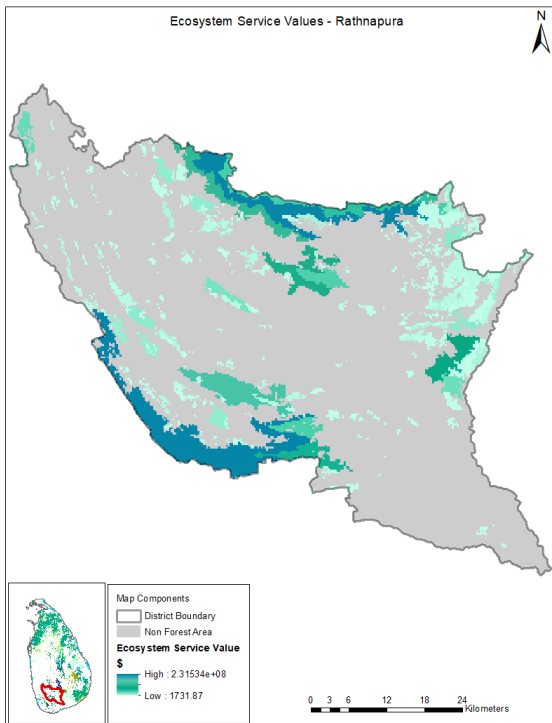 Ecosystem Service Values - Rathnapura
N
Map Components
District Boundary
Non Forest Area
Ecosystem Service Value
$
High : 2.31534e+08
Low : 1731.87
0 3 6 12 18 24
Kilometers